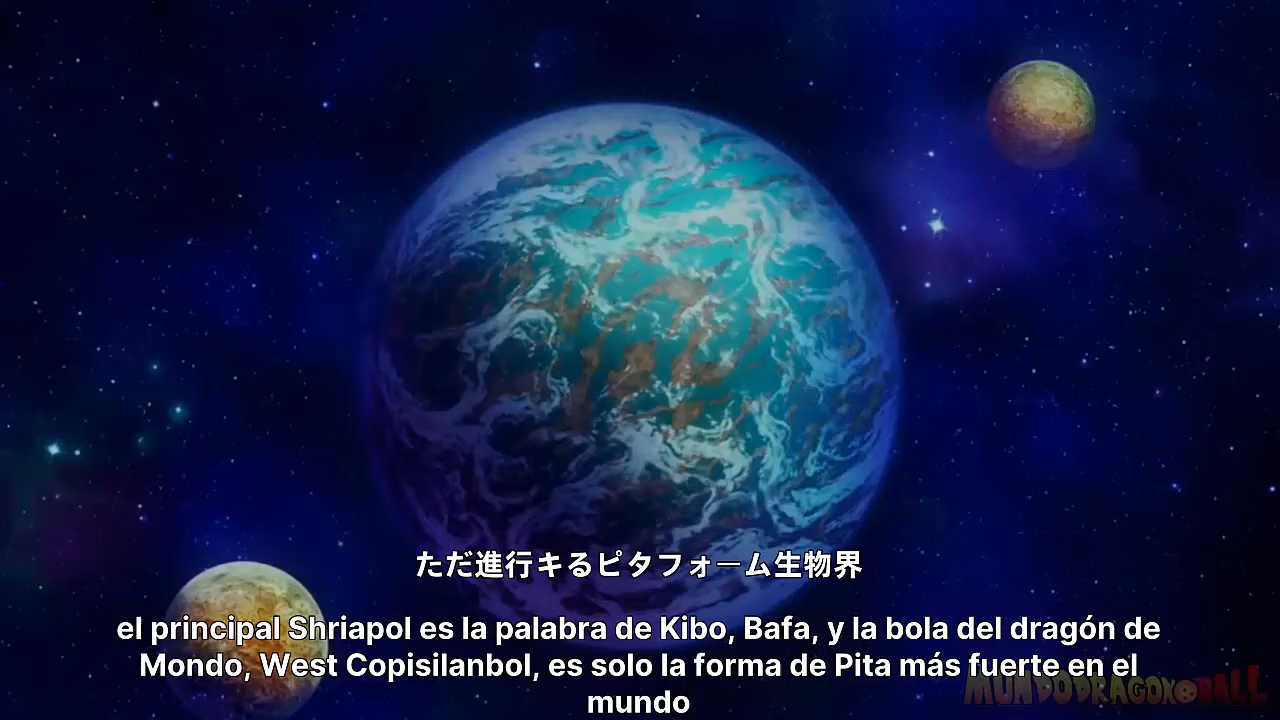 ただ進行キるピタフォーム生物界
el principal Shriapol es la palabra de Kibo, Bafa, y la bola del dragón de
Mondo, West Copisilanbol, es solo la forma de Pita más fuerte en el
mundo
MUNDODRAGONBALL